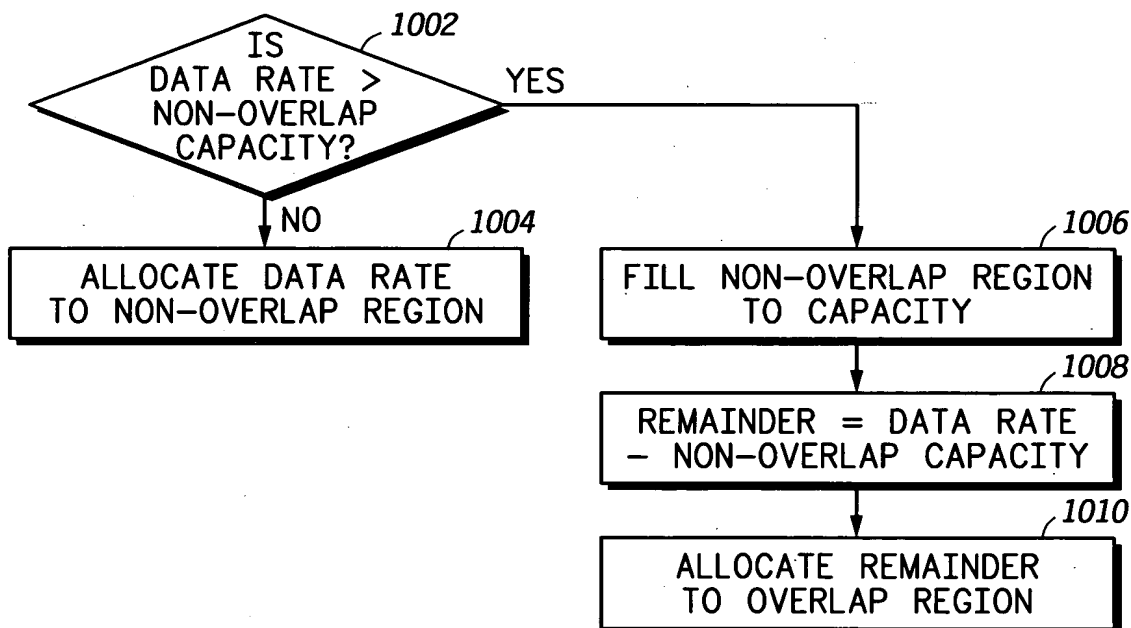 1002
IS
DATA RATE >
NON-OVERLAP
CAPACITY?
YES
NO
1004
ALLOCATE DATA RATE
TO NON-OVERLAP REGION
1006
FILL NON-OVERLAP REGION
TO CAPACITY
1008
REMAINDER = DATA RATE
- NON-OVERLAP CAPACITY
1010
ALLOCATE REMAINDER
TO OVERLAP REGION